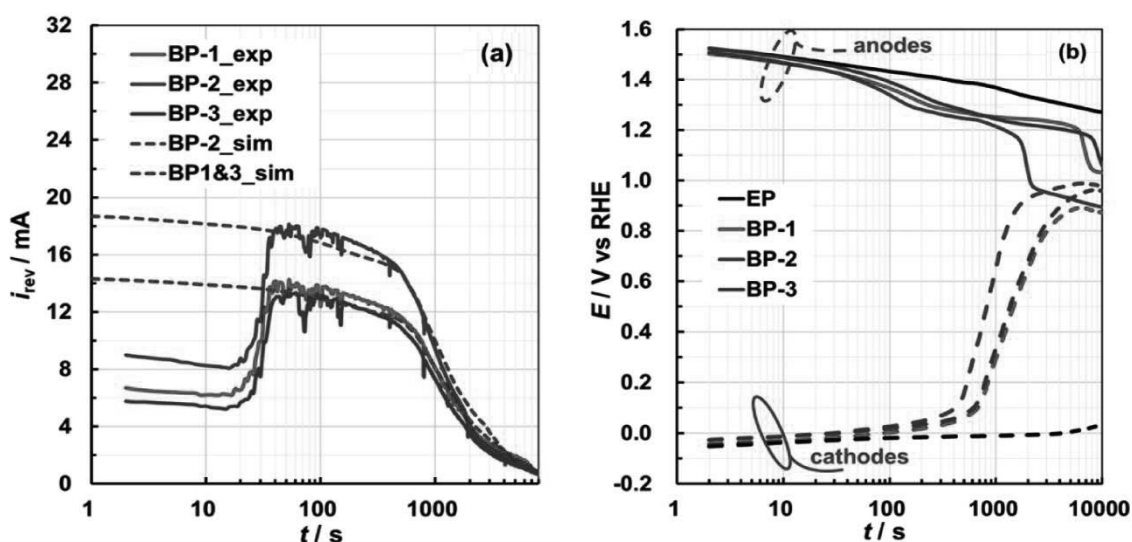 (a)
BP-1_exp
BP-2_exp
BP-3_exp
BP-2_sim
BP1&3_sim
i_rev / mA
32
28
24
20
16
12
8
4
0
1
10
100
1000
t / s
(b)
anodes
EP
BP-1
BP-2
BP-3
cathodes
E / V vs RHE
1.6
1.4
1.2
1.0
0.8
0.6
0.4
0.2
0.0
-0.2
1
10
100
1000
10000
t / s